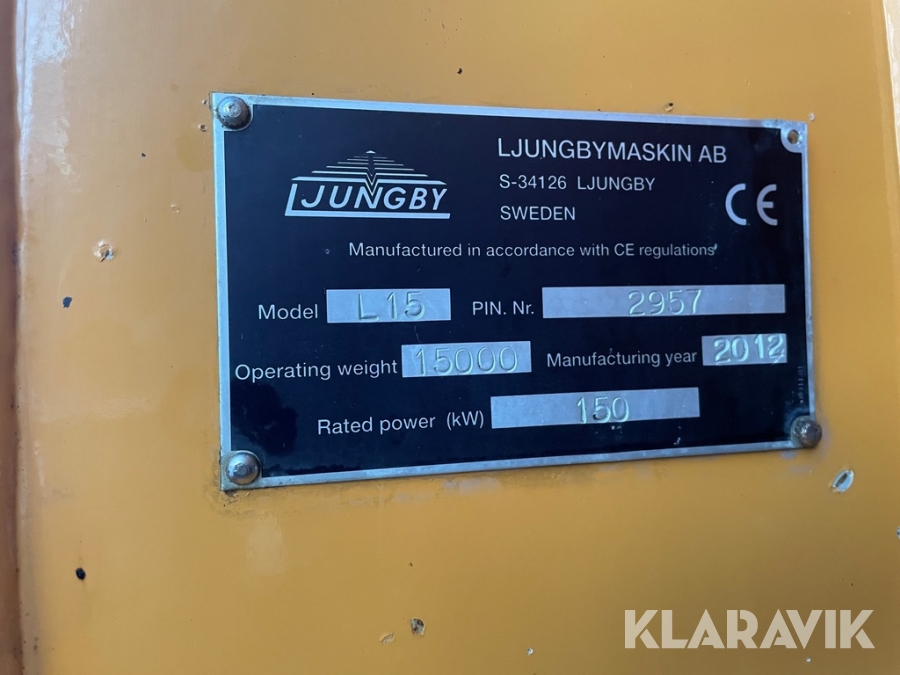 LJUNGBY
LJUNGBYMASKIN AB
S-34126 LJUNGBY
SWEDEN
CE
Manufactured in accordance with CE regulations
Model L15 PIN. Nr. 2957
Operating weight 15000 Manufacturing year 2012
Rated power (kW) 150
KLARAVIK